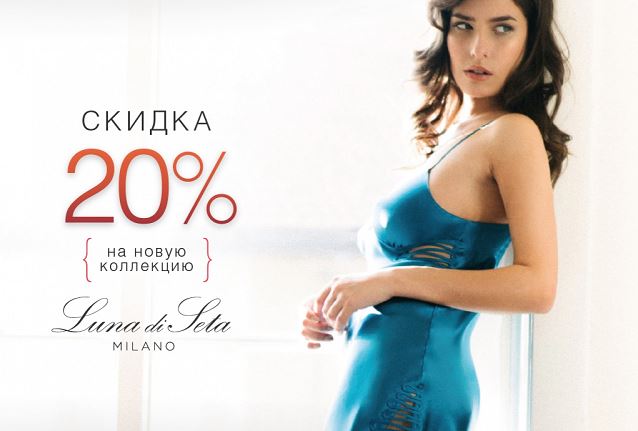 СКИДКА
20%
{ на новую
коллекцию }
Luna di Seta
MILANO